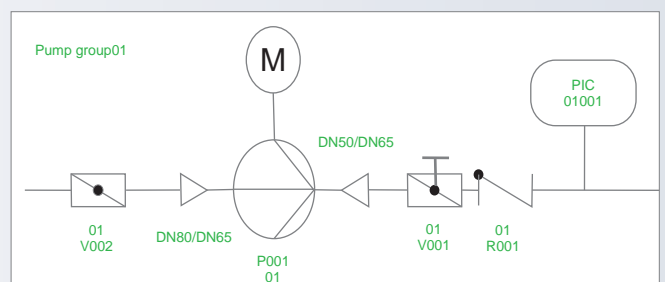 Pump group01
M
PIC
01001
DN50/DN65
01
V002
DN80/DN65
P001
01
01
V001
01
R001